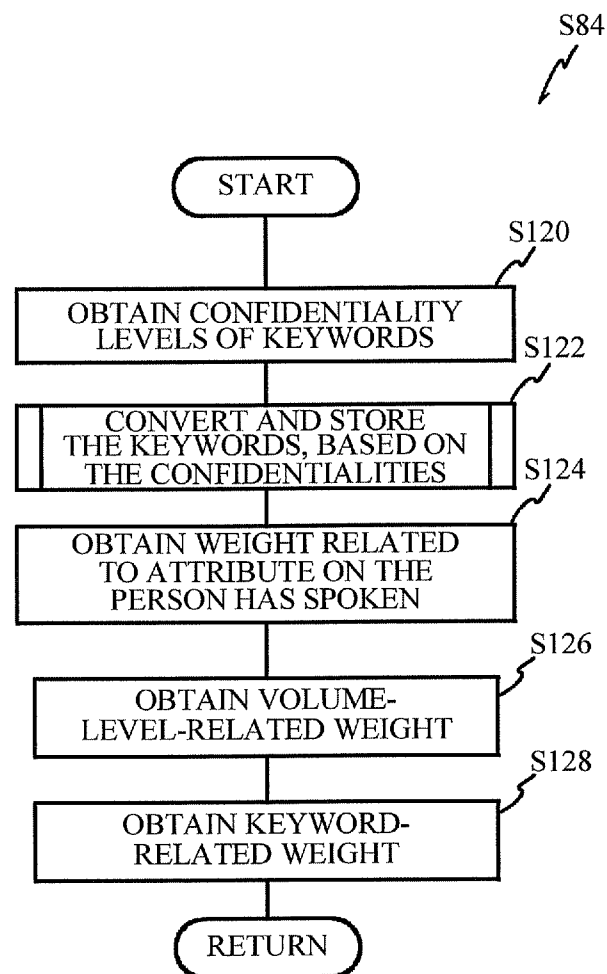 S84
START
S120
OBTAIN CONFIDENTIALITY
LEVELS OF KEYWORDS
S122
CONVERT AND STORE
THE KEYWORDS, BASED ON
THE CONFIDENTIALITIES
S124
OBTAIN WEIGHT RELATED
TO ATTRIBUTE ON THE
PERSON HAS SPOKEN
S126
OBTAIN VOLUME-
LEVEL-RELATED WEIGHT
S128
OBTAIN KEYWORD-
RELATED WEIGHT
RETURN